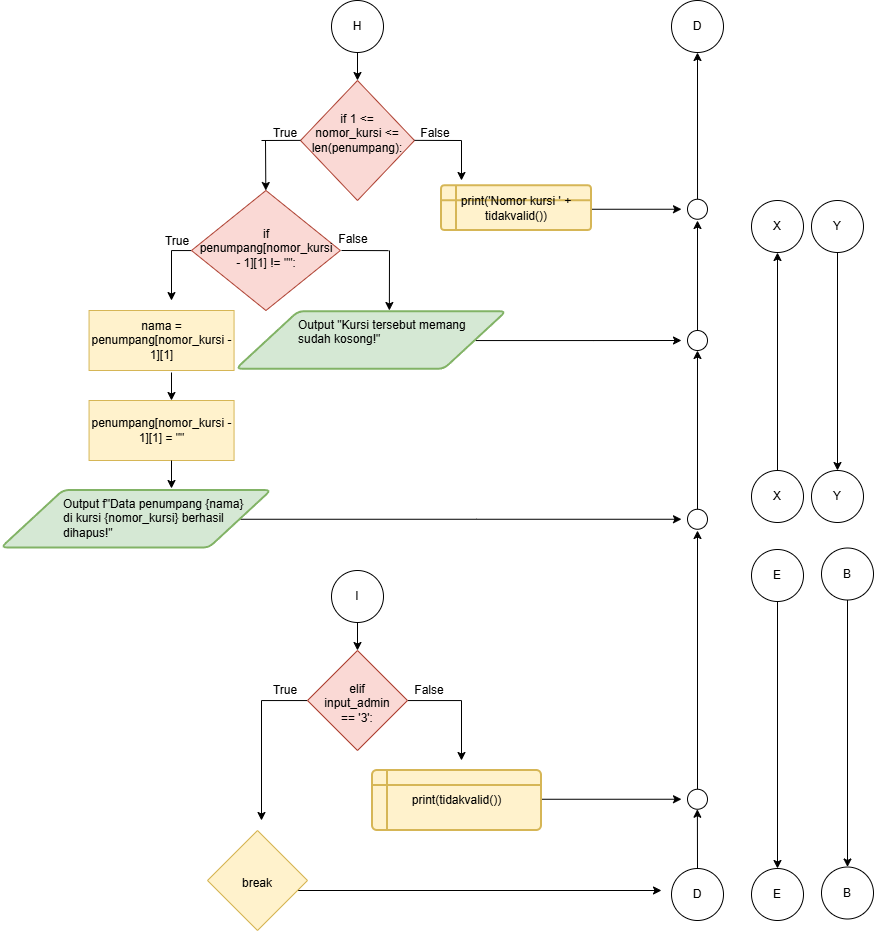 H
D
if 1 <=
nomor_kursi <=
len(penumpang):
True
False
print('Nomor kursi ' +
tidakvalid())
X
Y
if
penumpang[nomor_kursi
- 1][1] != "":
True
False
nama =
penumpang[nomor_kursi -
1][1]
Output "Kursi tersebut memang
sudah kosong!"
penumpang[nomor_kursi -
1][1] = ""
Output f"Data penumpang {nama}
di kursi {nomor_kursi} berhasil
dihapus!"
X
Y
I
E
B
elif
input_admin
== '3':
True
False
print(tidakvalid())
break
D
E
B